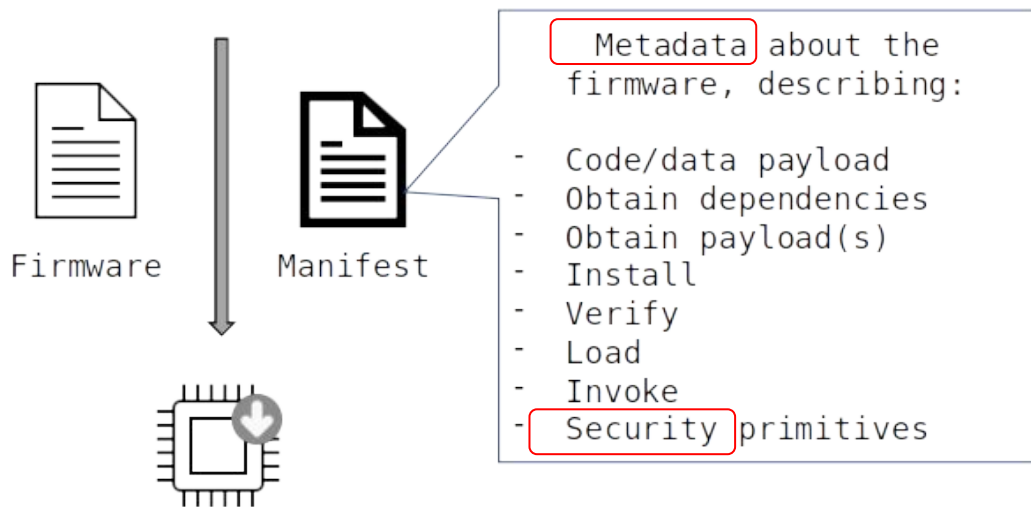 Firmware
Manifest
Metadata about the
firmware, describing:
- Code/data payload
- Obtain dependencies
- Obtain payload(s)
- Install
- Verify
- Load
- Invoke
- Security primitives